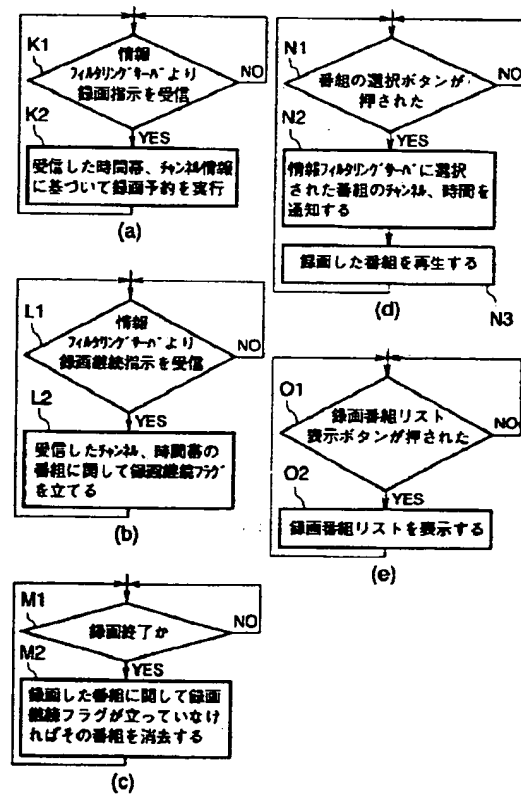 K1
情報
フィルタリングサーバより
録画指示を受信
NO
K2
YES
受信した時間帯、チャンネル情報
に基づいて録画予約を実行
(a)
L1
情報
フィルタリングサーバより
録画継続指示を受信
NO
L2
YES
受信したチャンネル、時間帯の
番組に関して録画継続フラグ
を立てる
(b)
M1
録画終了か
NO
M2
YES
録画した番組に関して録画
継続フラグが立っていなけ
ればその番組を消去する
(c)
N1
番組の選択ボタンが
押された
NO
N2
YES
情報フィルタリングサーバに選択
された番組のチャンネル、時間を
通知する
録画した番組を再生する
(d)
N3
O1
録画番組リスト
表示ボタンが押された
NO
O2
YES
録画番組リストを表示する
(e)